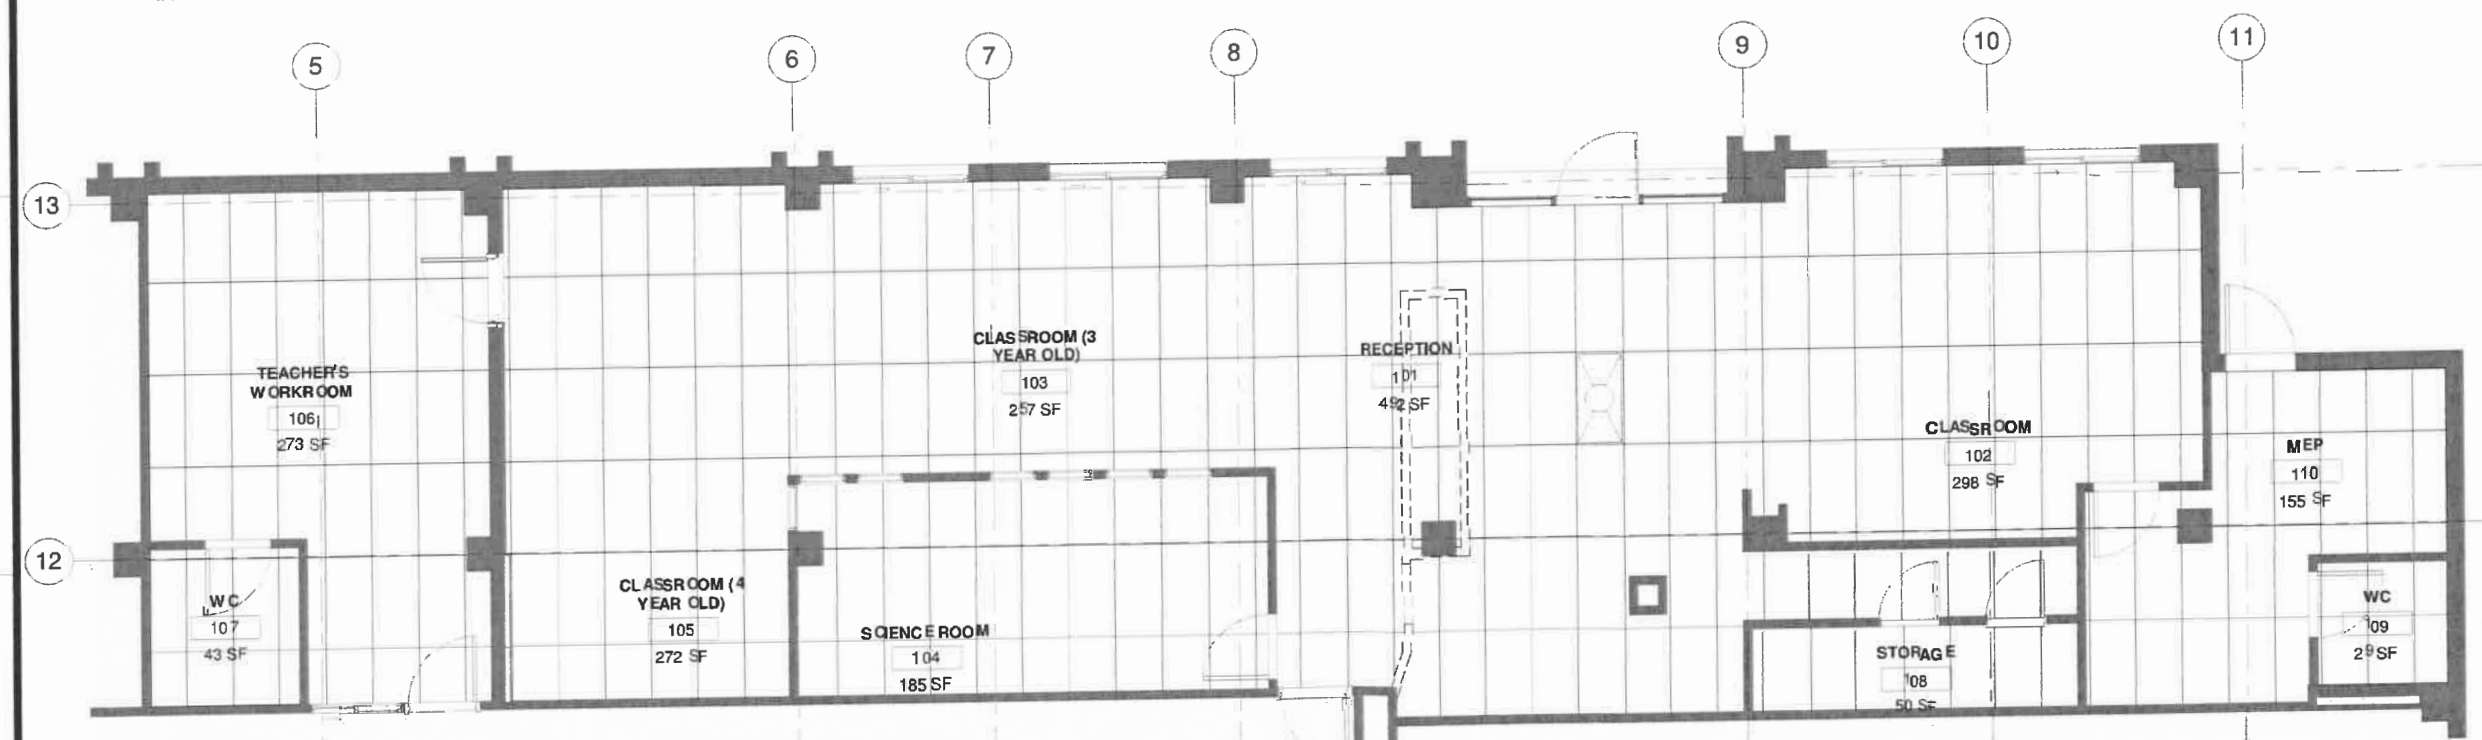 5
6
7
8
9
10
11
13
12
TEACHER'S
WORKROOM
106
273 SF
CLASSROOM (3
YEAR OLD)
103
257 SF
RECEPTION
101
492 SF
CLASSROOM
102
298 SF
MEP
110
155 SF
WC
107
43 SF
CLASSROOM (4
YEAR OLD)
105
272 SF
SCIENCE ROOM
104
185 SF
STORAGE
108
50 SF
WC
109
29 SF